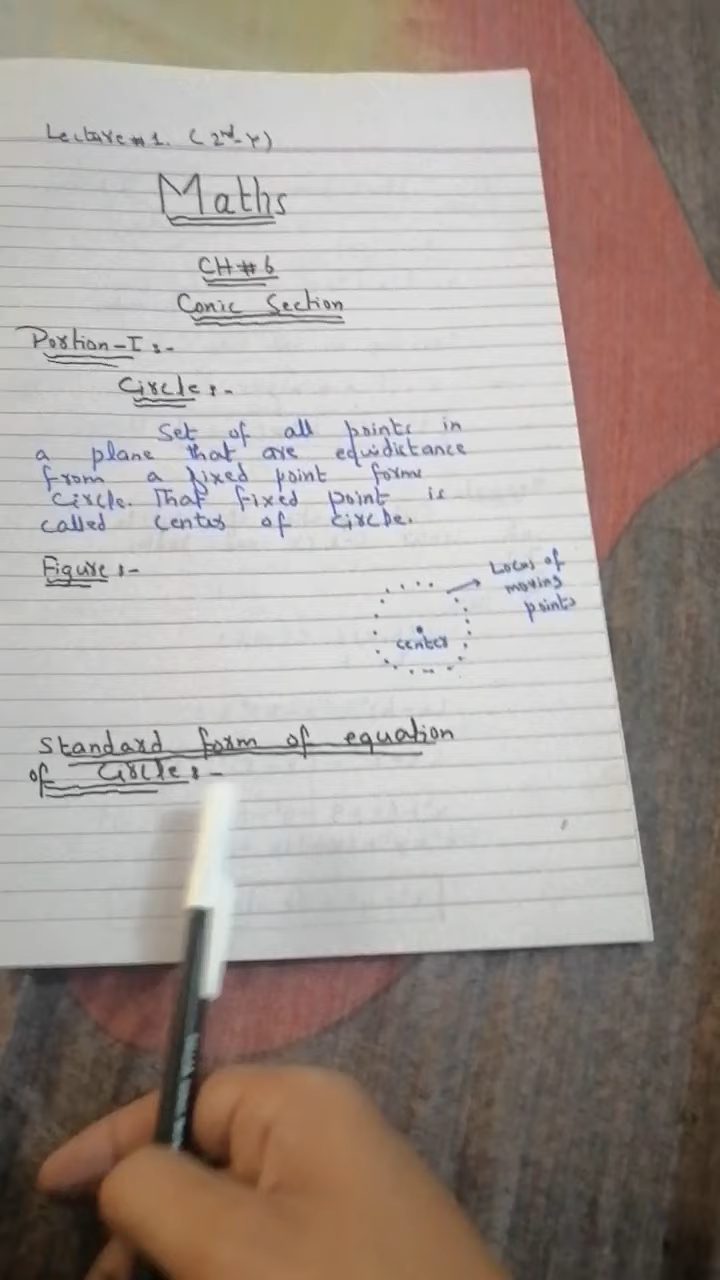 Lecture # 1. (2nd-Y)
Maths
CH # 6
Conic Section
Portion-I :-
Circle :-
Set of all points in
a plane that are equidistance
from a fixed point forms
circle. That fixed point is
called center of circle.
Figure :-
Locus of
moving
points
center
Standard form of equation
of Circle :-